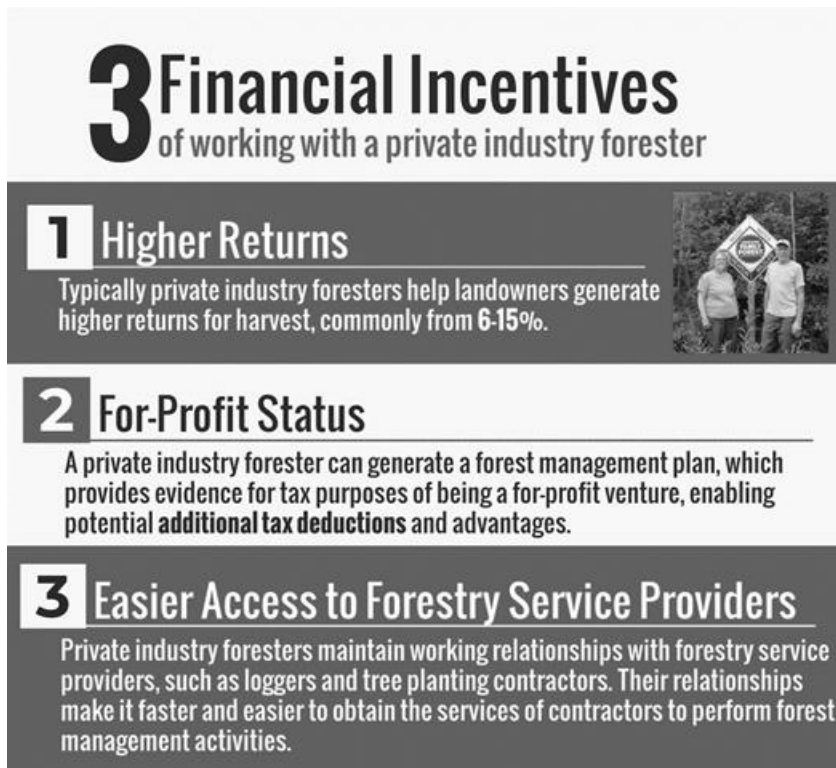 3 Financial Incentives
of working with a private industry forester
1 Higher Returns
Typically private industry foresters help landowners generate
higher returns for harvest, commonly from 6-15%.
FAMILY
FOREST
2 For-Profit Status
A private industry forester can generate a forest management plan, which
provides evidence for tax purposes of being a for-profit venture, enabling
potential additional tax deductions and advantages.
3 Easier Access to Forestry Service Providers
Private industry foresters maintain working relationships with forestry service
providers, such as loggers and tree planting contractors. Their relationships
make it faster and easier to obtain the services of contractors to perform forest
management activities.